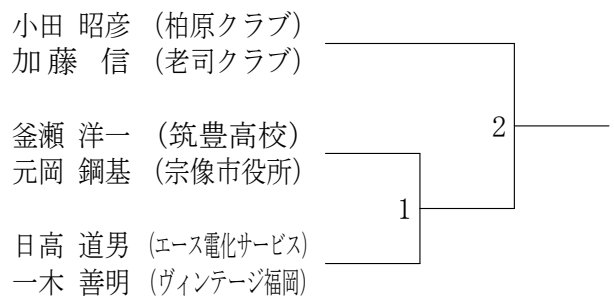 小田 昭彦 （柏原クラブ）
加藤 信 （老司クラブ）
釜瀬 洋一 （筑豊高校）
元岡 鋼基 （宗像市役所）
日高 道男 （エース電化サービス）
一木 善明 （ヴィンテージ福岡）
2
1